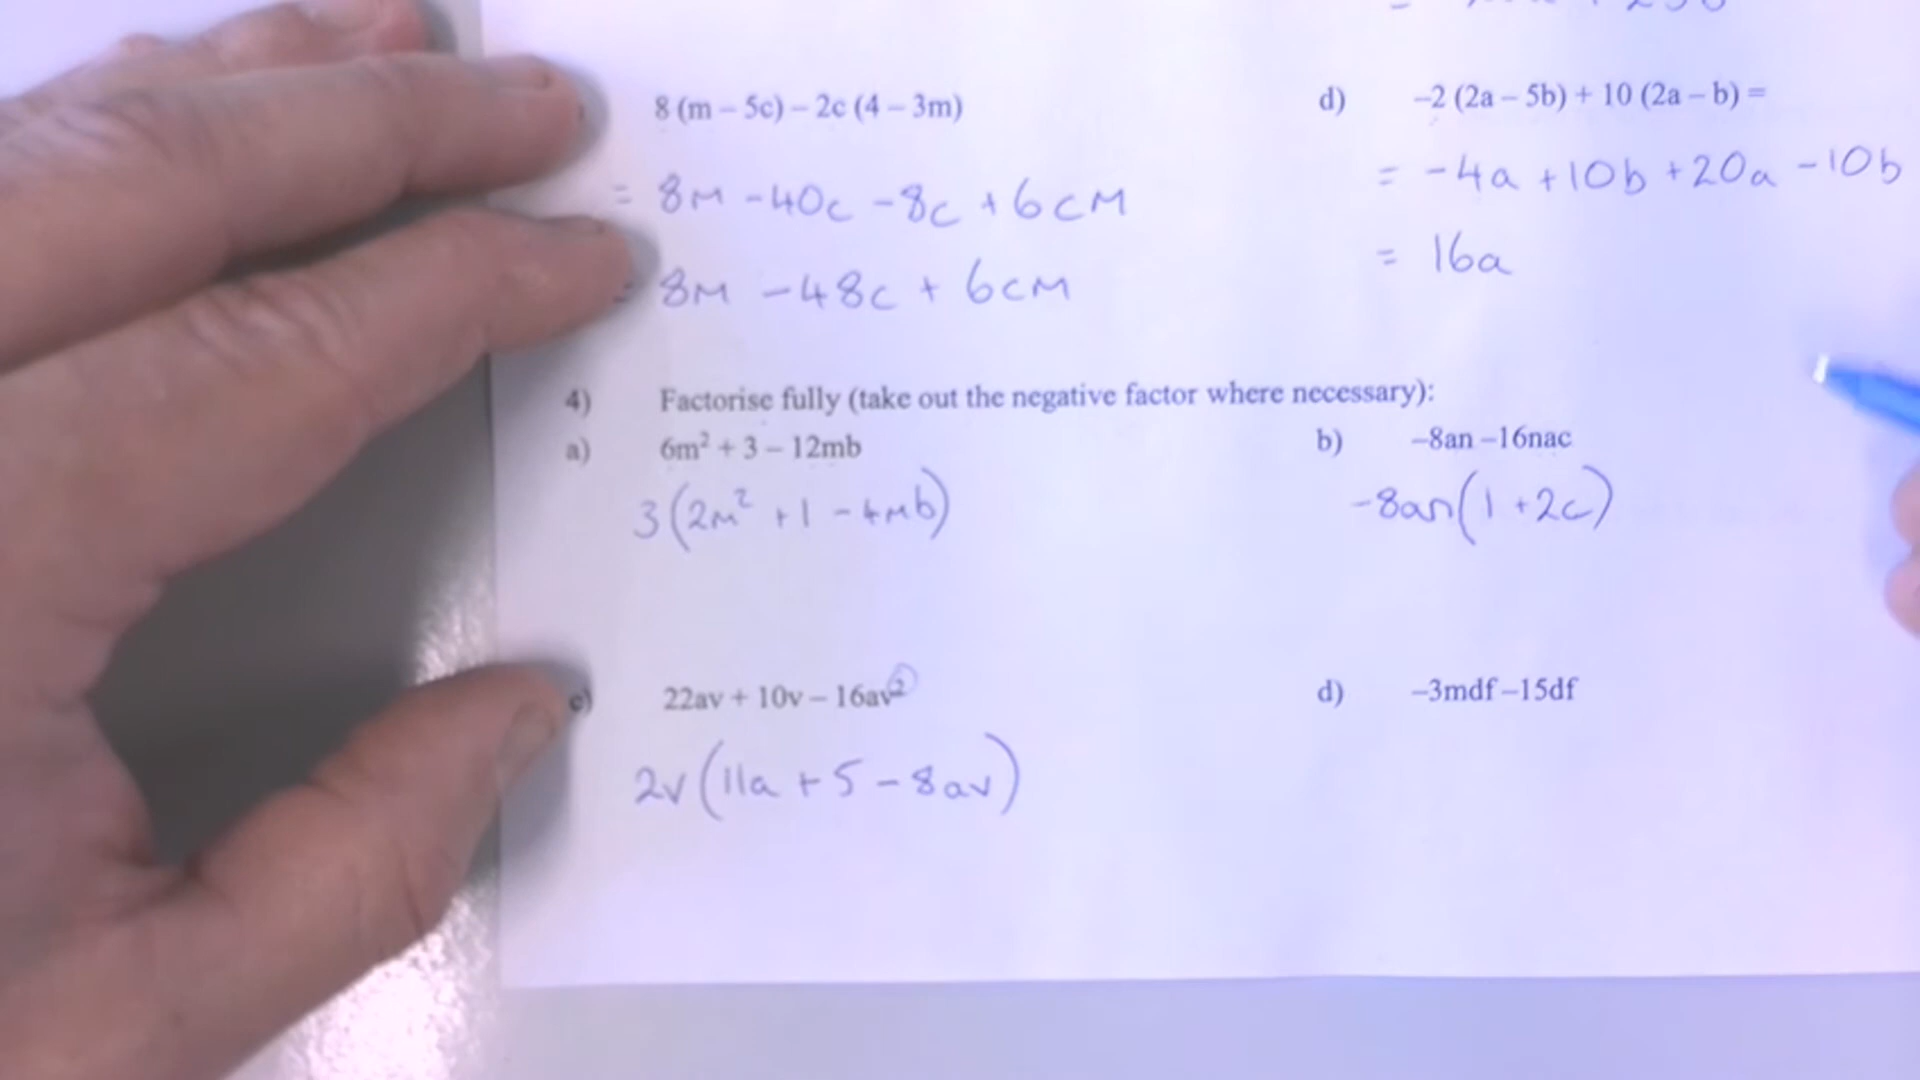 8 (m – 5c) – 2c (4 – 3m)
= 8m - 40c - 8c + 6cm
= 8m - 48c + 6cm
d) –2 (2a – 5b) + 10 (2a – b) =
= -4a + 10b + 20a - 10b
= 16a
4) Factorise fully (take out the negative factor where necessary):
a) 6m² + 3 – 12mb
3(2m² + 1 - 4mb)
b) –8an –16nac
-8an(1 + 2c)
c) 22av + 10v – 16av²
2v(11a + 5 - 8av)
d) –3mdf –15df